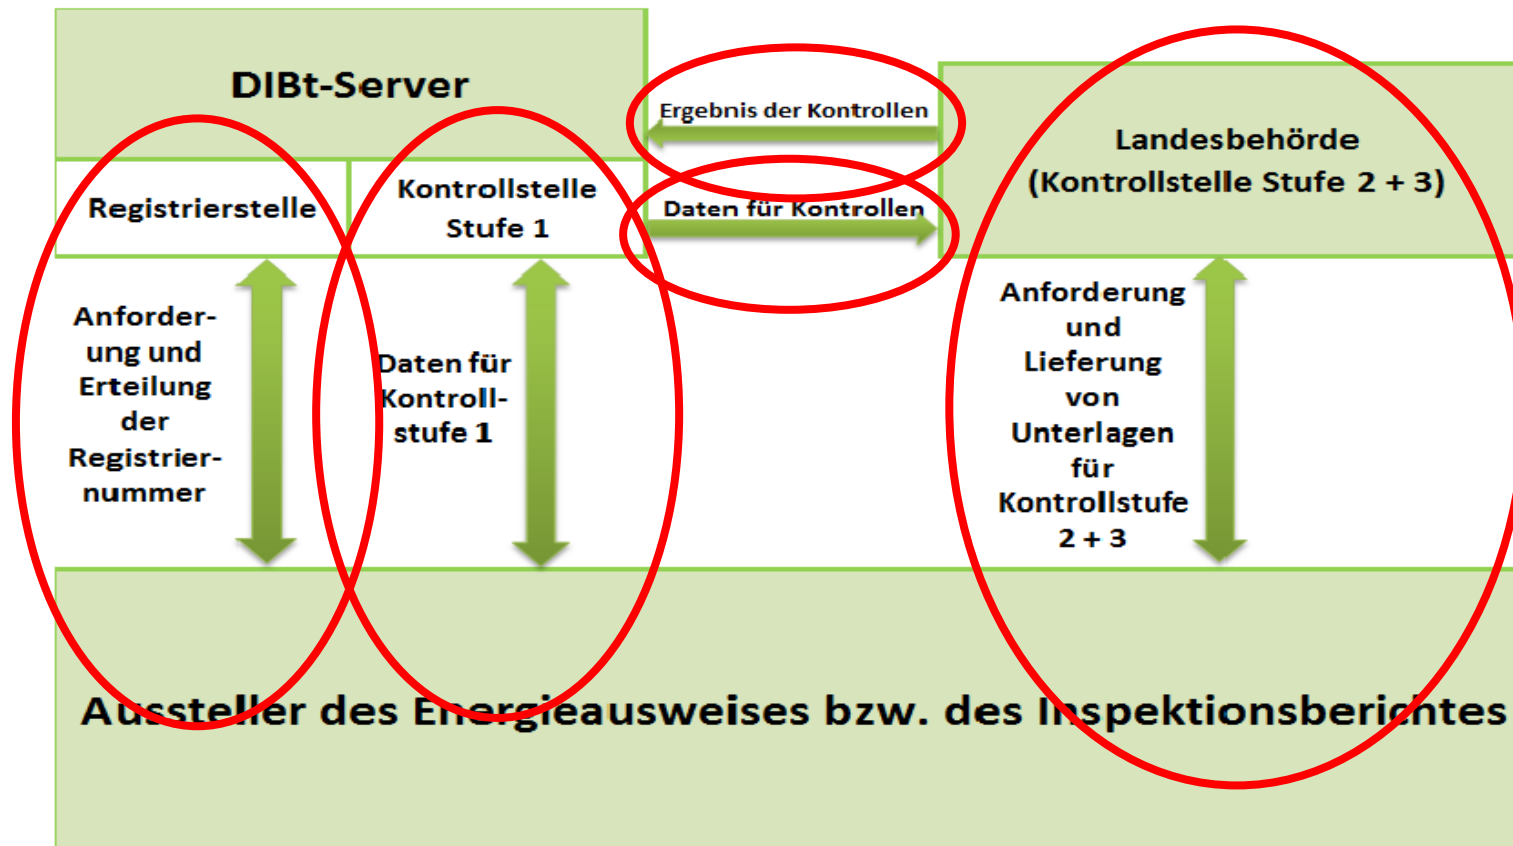 DIBt-Server
Registrierstelle
Kontrollstelle
Stufe 1
Ergebnis der Kontrollen
Daten für Kontrollen
Landesbehörde
(Kontrollstelle Stufe 2 + 3)
Anforder-
ung und
Erteilung
der
Registrier-
nummer
Daten für
Kontroll-
stufe 1
Anforderung
und
Lieferung
von
Unterlagen
für
Kontrollstufe
2 + 3
Aussteller des Energieausweises bzw. des Inspektionsberichtes